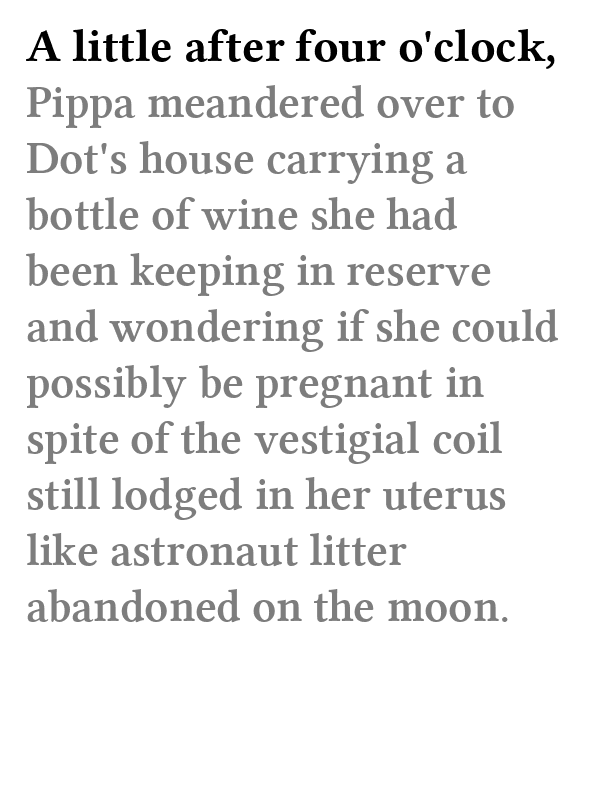 A little after four o'clock,
Pippa meandered over to
Dot's house carrying a
bottle of wine she had
been keeping in reserve
and wondering if she could
possibly be pregnant in
spite of the vestigial coil
still lodged in her uterus
like astronaut litter
abandoned on the moon.